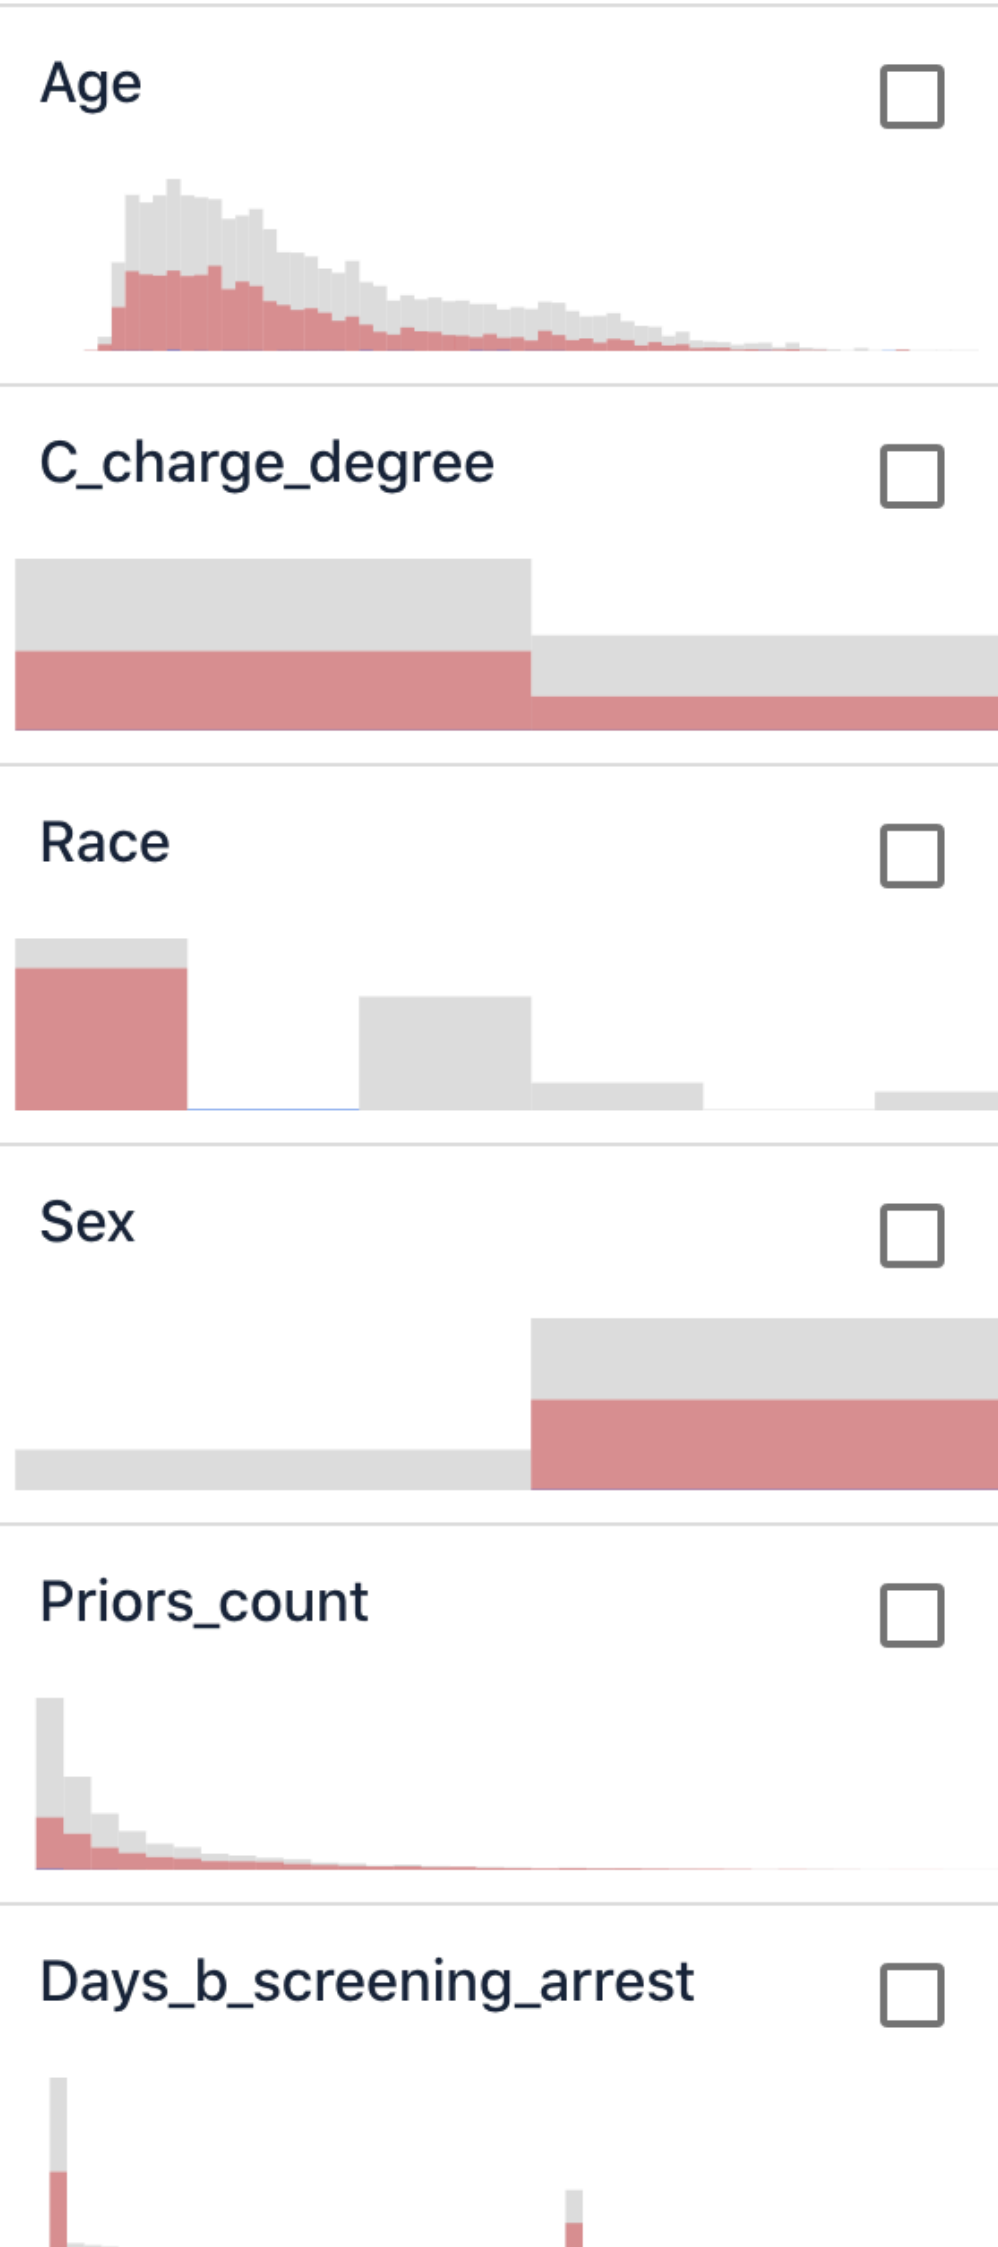 Age
C_charge_degree
Race
Sex
Priors_count
Days_b_screening_arrest